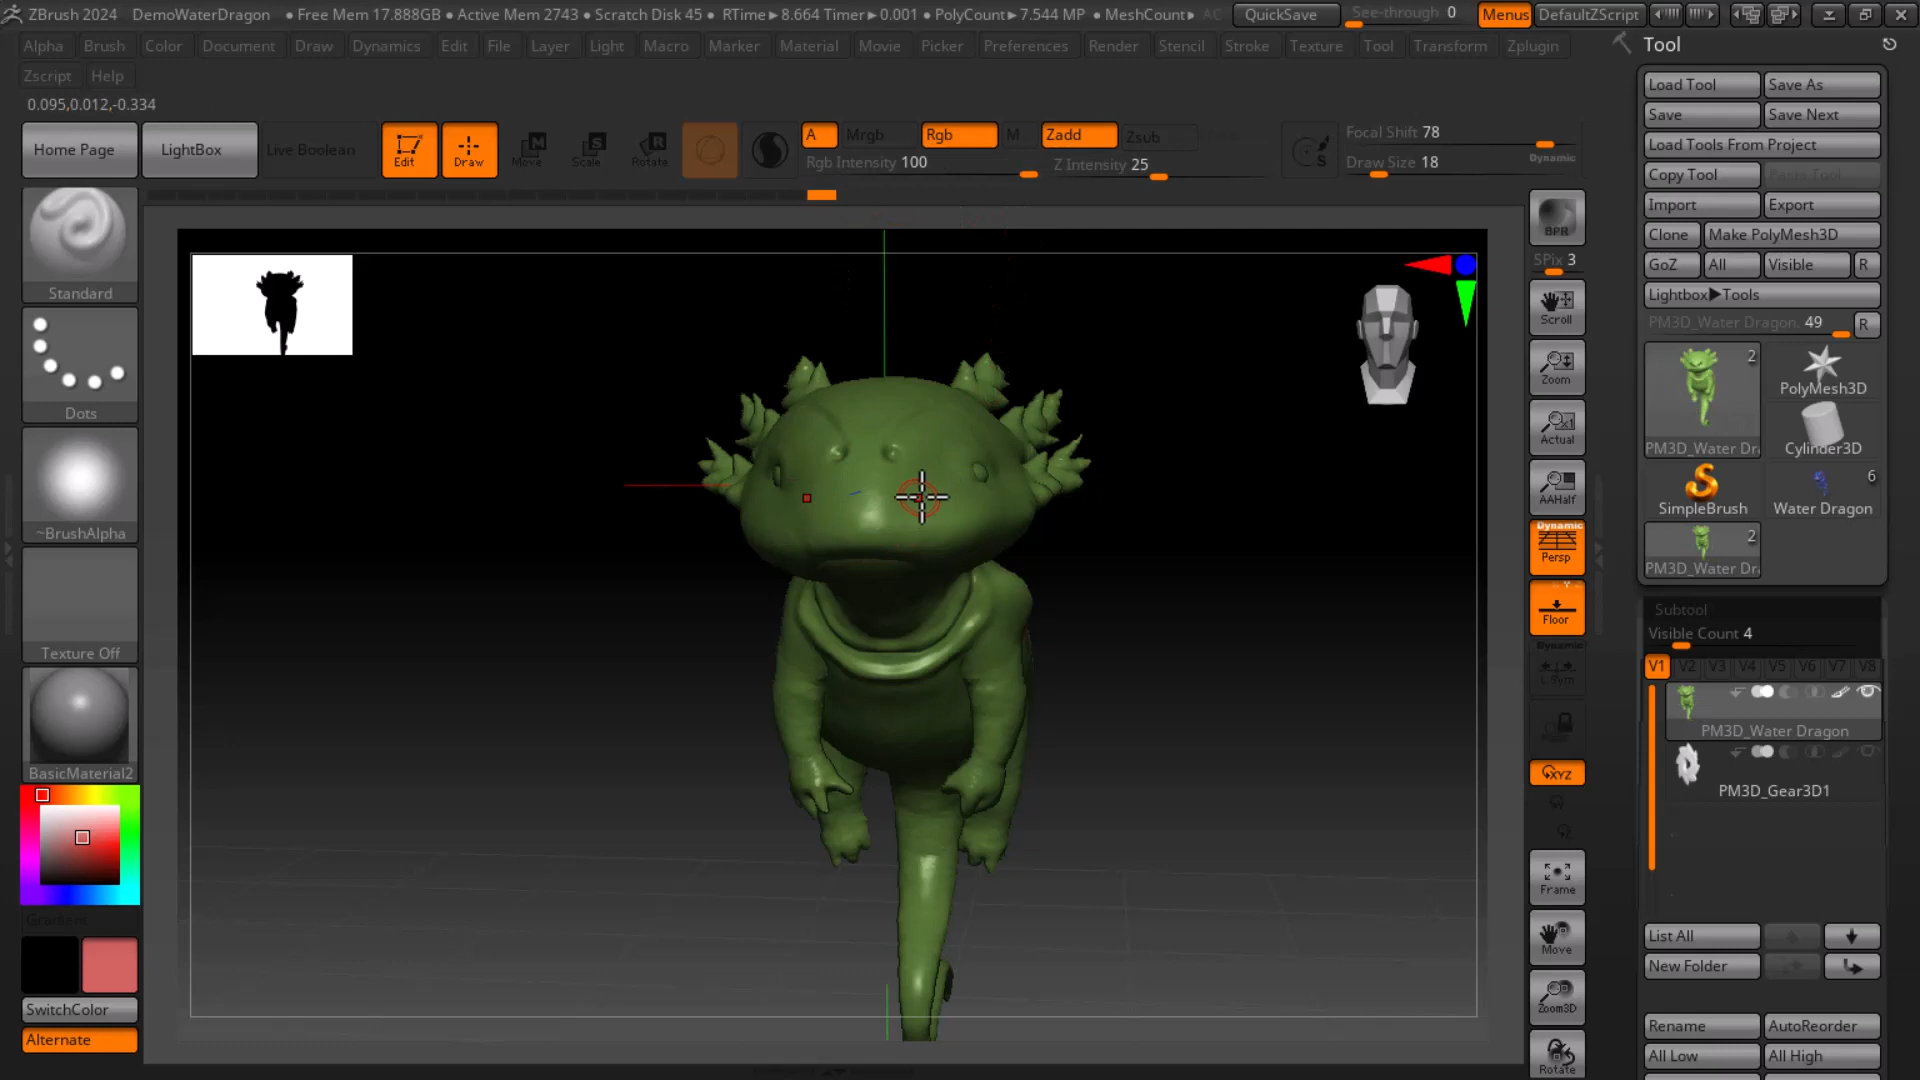 ZBrush 2024 DemoWaterDragon • Free Mem 17.888GB • Active Mem 2743 • Scratch Disk 45 • RTime▶8.664 Timer▶0.001 • PolyCount▶7.544 MP • MeshCount▶ AC QuickSave See-through 0 Menus DefaultZScript
Alpha Brush Color Document Draw Dynamics Edit File Layer Light Macro Marker Material Movie Picker Preferences Render Stencil Stroke Texture Tool Transform Zplugin
Zscript Help
0.095,0.012,-0.334
Home Page LightBox Live Boolean Edit Draw Move Scale Rotate
A Mrgb Rgb M Zadd Zsub
Rgb Intensity 100 Z Intensity 25
Focal Shift 78
Draw Size 18 Dynamic
Standard
Dots
~BrushAlpha
Texture Off
BasicMaterial2
Gradient
SwitchColor
Alternate
BPR
SPix 3
Scroll
Zoom
Actual
AAHalf
Dynamic
Persp
Floor
Dynamic
L.Sym
XYZ
Frame
Move
Zoom3D
Rotate
Tool
Load Tool Save As
Save Save Next
Load Tools From Project
Copy Tool Paste Tool
Import Export
Clone Make PolyMesh3D
GoZ All Visible R
Lightbox▶Tools
PM3D_Water Dragon. 49 R
2
PM3D_Water Dr
PolyMesh3D
Cylinder3D
SimpleBrush
6
Water Dragon
2
PM3D_Water Dr
Subtool
Visible Count 4
V1 V2 V3 V4 V5 V6 V7 V8
PM3D_Water Dragon
PM3D_Gear3D1
List All
New Folder
Rename AutoReorder
All Low All High